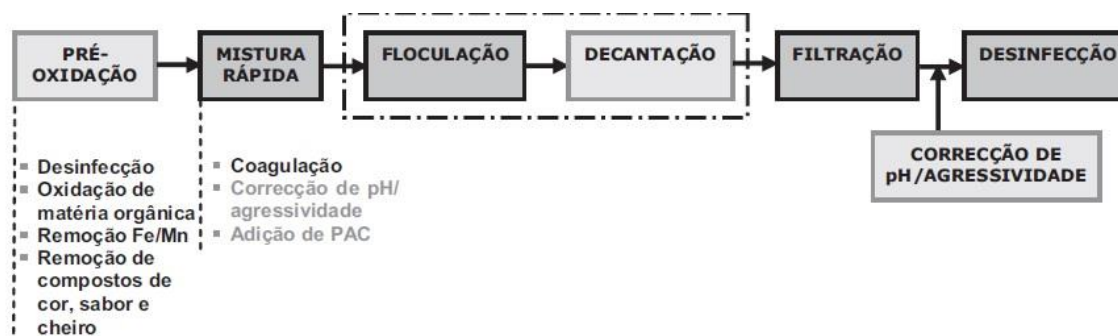 PRÉ-
OXIDAÇÃO
MISTURA
RÁPIDA
FLOCULAÇÃO
DECANTAÇÃO
FILTRAÇÃO
DESINFECÇÃO
CORRECÇÃO DE
pH/AGRESSIVIDADE
Desinfecção
Oxidação de
matéria orgânica
Remoção Fe/Mn
Remoção de
compostos de
cor, sabor e
cheiro
Coagulação
Correcção de pH/
agressividade
Adição de PAC